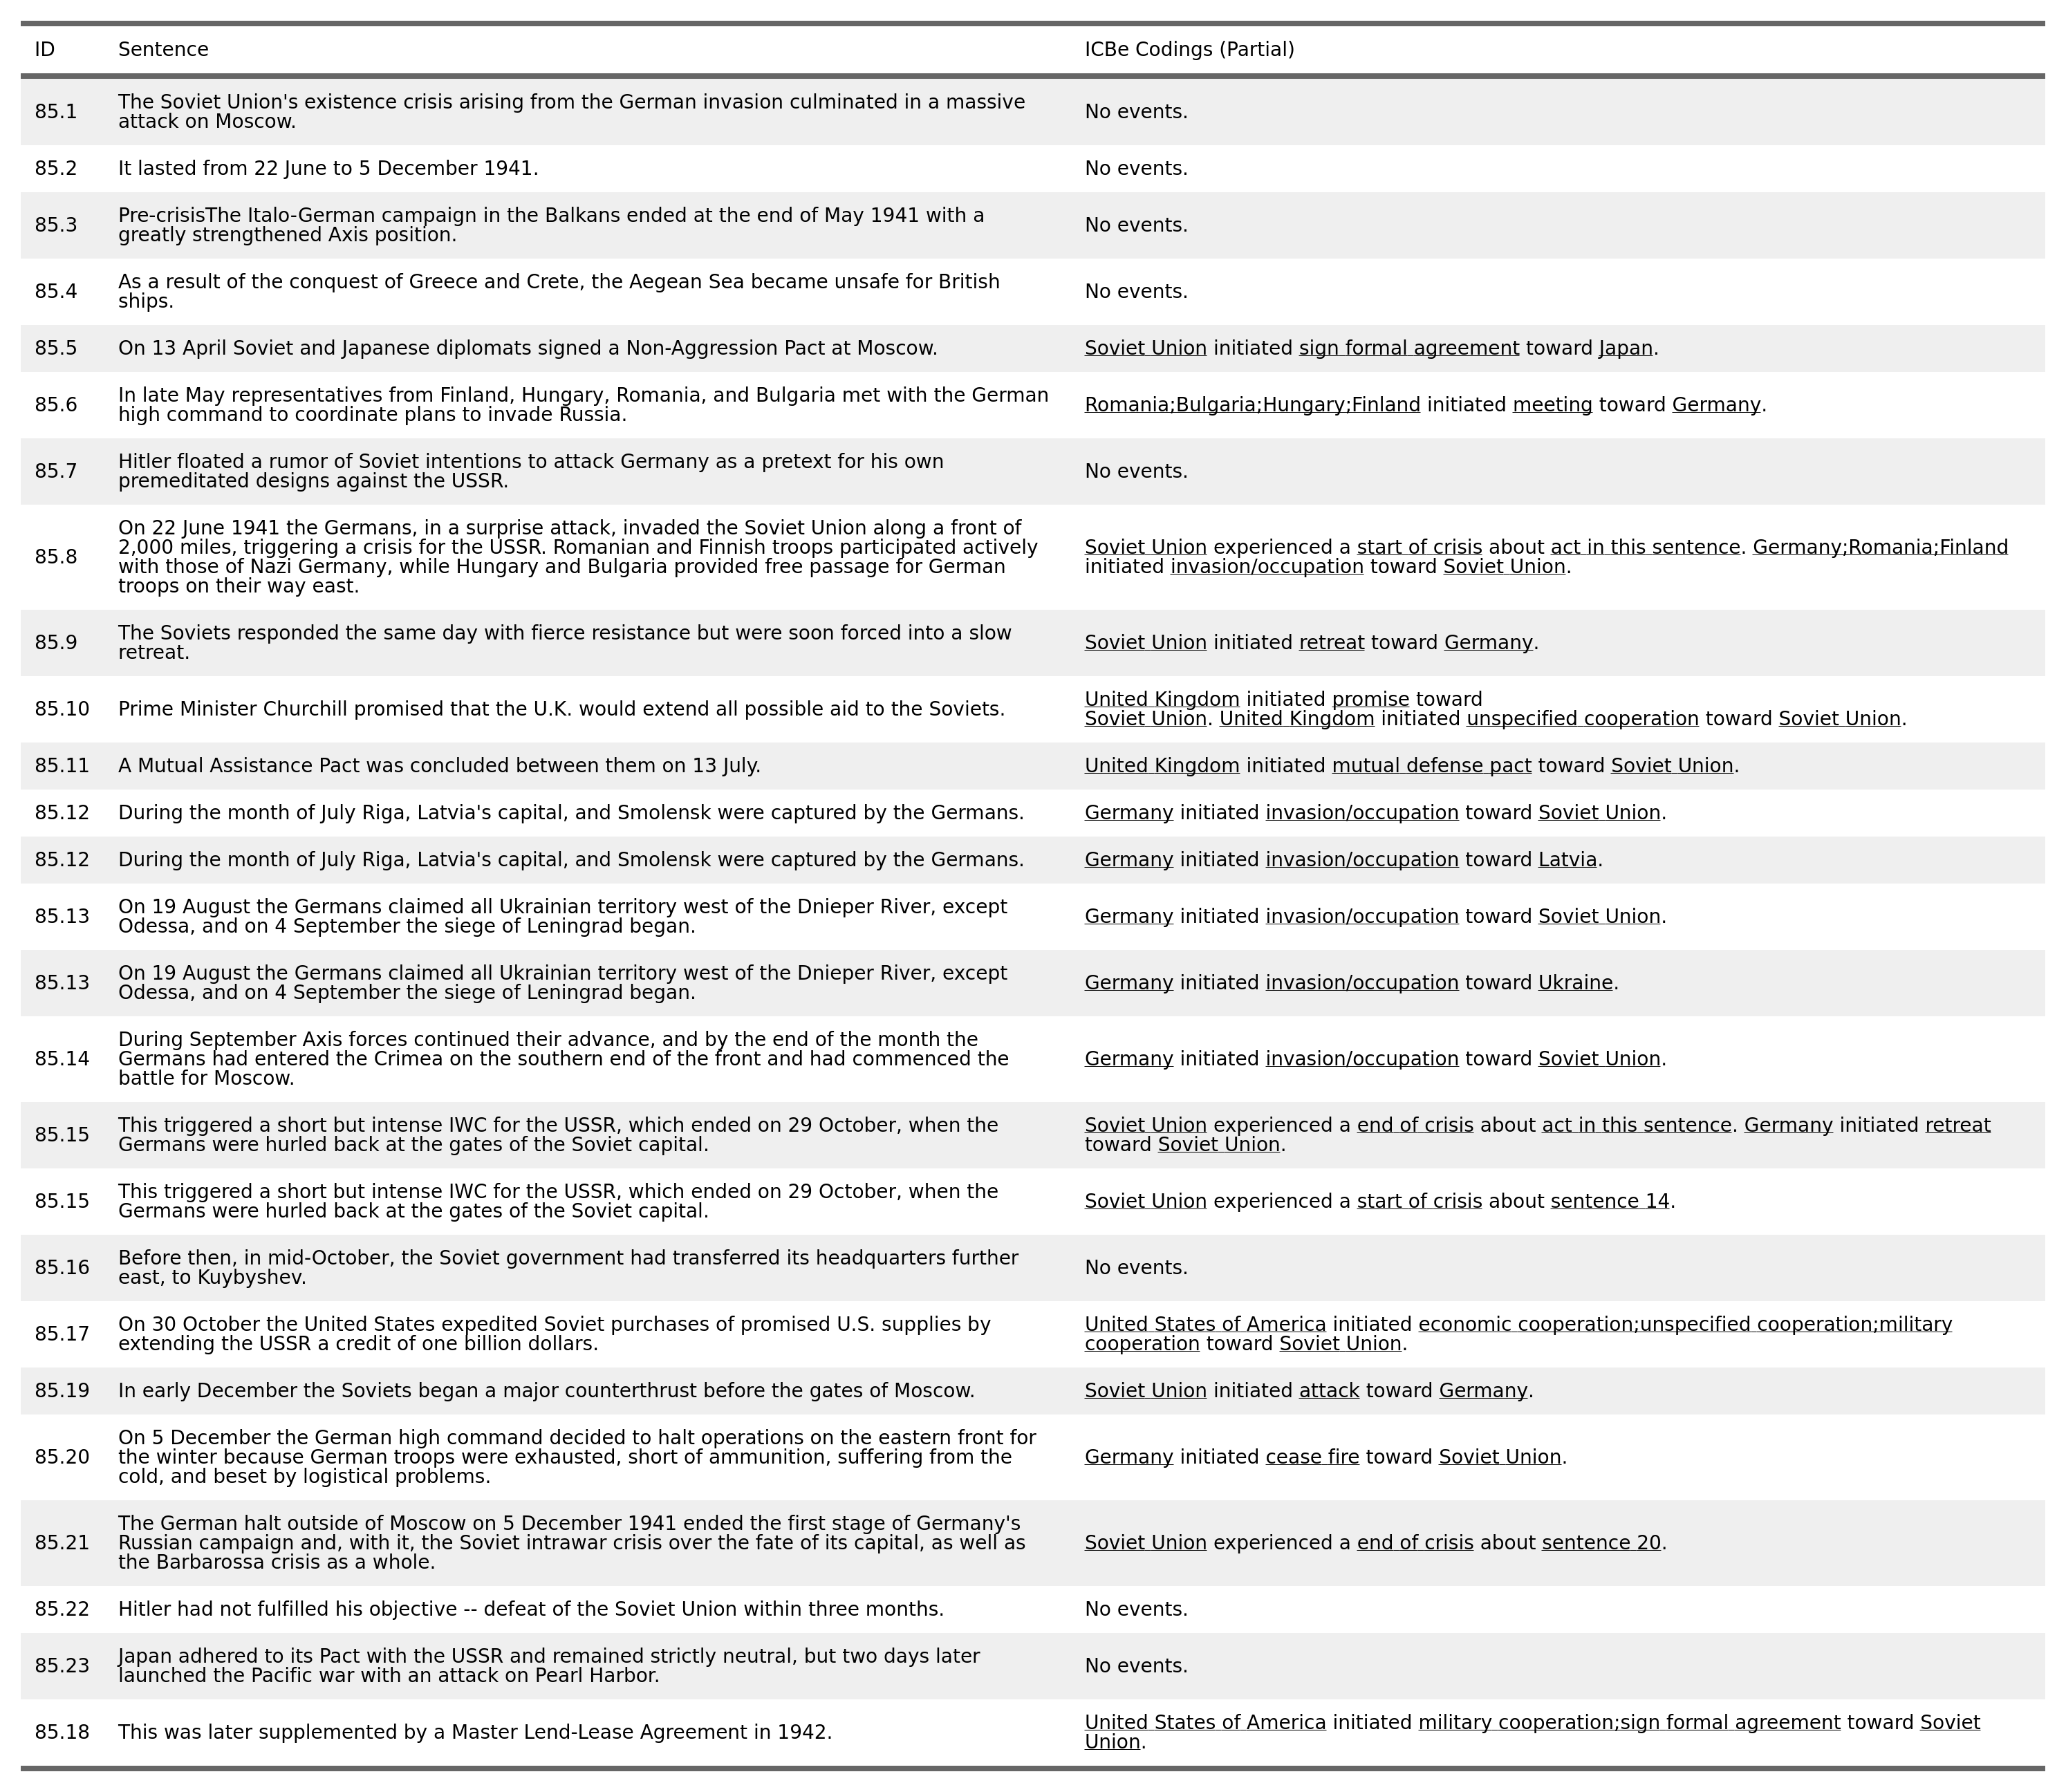 ID Sentence ICBe Codings (Partial)
85.1 The Soviet Union's existence crisis arising from the German invasion culminated in a massive
attack on Moscow. No events.
85.2 It lasted from 22 June to 5 December 1941. No events.
85.3 Pre-crisisThe Italo-German campaign in the Balkans ended at the end of May 1941 with a
greatly strengthened Axis position. No events.
85.4 As a result of the conquest of Greece and Crete, the Aegean Sea became unsafe for British
ships. No events.
85.5 On 13 April Soviet and Japanese diplomats signed a Non-Aggression Pact at Moscow. Soviet Union initiated sign formal agreement toward Japan.
85.6 In late May representatives from Finland, Hungary, Romania, and Bulgaria met with the German
high command to coordinate plans to invade Russia. Romania;Bulgaria;Hungary;Finland initiated meeting toward Germany.
85.7 Hitler floated a rumor of Soviet intentions to attack Germany as a pretext for his own
premeditated designs against the USSR. No events.
85.8 On 22 June 1941 the Germans, in a surprise attack, invaded the Soviet Union along a front of
2,000 miles, triggering a crisis for the USSR. Romanian and Finnish troops participated actively
with those of Nazi Germany, while Hungary and Bulgaria provided free passage for German
troops on their way east.
Soviet Union experienced a start of crisis about act in this sentence. Germany;Romania;Finland
initiated invasion/occupation toward Soviet Union.
85.9 The Soviets responded the same day with fierce resistance but were soon forced into a slow
retreat. Soviet Union initiated retreat toward Germany.
85.10 Prime Minister Churchill promised that the U.K. would extend all possible aid to the Soviets.
United Kingdom initiated promise toward
Soviet Union. United Kingdom initiated unspecified cooperation toward Soviet Union.
85.11 A Mutual Assistance Pact was concluded between them on 13 July. United Kingdom initiated mutual defense pact toward Soviet Union.
85.12 During the month of July Riga, Latvia's capital, and Smolensk were captured by the Germans. Germany initiated invasion/occupation toward Soviet Union.
85.12 During the month of July Riga, Latvia's capital, and Smolensk were captured by the Germans. Germany initiated invasion/occupation toward Latvia.
85.13 On 19 August the Germans claimed all Ukrainian territory west of the Dnieper River, except
Odessa, and on 4 September the siege of Leningrad began. Germany initiated invasion/occupation toward Soviet Union.
85.13 On 19 August the Germans claimed all Ukrainian territory west of the Dnieper River, except
Odessa, and on 4 September the siege of Leningrad began. Germany initiated invasion/occupation toward Ukraine.
85.14 During September Axis forces continued their advance, and by the end of the month the
Germans had entered the Crimea on the southern end of the front and had commenced the
battle for Moscow. Germany initiated invasion/occupation toward Soviet Union.
85.15 This triggered a short but intense IWC for the USSR, which ended on 29 October, when the
Germans were hurled back at the gates of the Soviet capital.
Soviet Union experienced a end of crisis about act in this sentence. Germany initiated retreat
toward Soviet Union.
85.15 This triggered a short but intense IWC for the USSR, which ended on 29 October, when the
Germans were hurled back at the gates of the Soviet capital. Soviet Union experienced a start of crisis about sentence 14.
85.16 Before then, in mid-October, the Soviet government had transferred its headquarters further
east, to Kuybyshev. No events.
85.17 On 30 October the United States expedited Soviet purchases of promised U.S. supplies by
extending the USSR a credit of one billion dollars.
United States of America initiated economic cooperation;unspecified cooperation;military
cooperation toward Soviet Union.
85.19 In early December the Soviets began a major counterthrust before the gates of Moscow. Soviet Union initiated attack toward Germany.
85.20 On 5 December the German high command decided to halt operations on the eastern front for
the winter because German troops were exhausted, short of ammunition, suffering from the
cold, and beset by logistical problems. Germany initiated cease fire toward Soviet Union.
85.21 The German halt outside of Moscow on 5 December 1941 ended the first stage of Germany's
Russian campaign and, with it, the Soviet intrawar crisis over the fate of its capital, as well as
the Barbarossa crisis as a whole. Soviet Union experienced a end of crisis about sentence 20.
85.22 Hitler had not fulfilled his objective -- defeat of the Soviet Union within three months. No events.
85.23 Japan adhered to its Pact with the USSR and remained strictly neutral, but two days later
launched the Pacific war with an attack on Pearl Harbor. No events.
85.18 This was later supplemented by a Master Lend-Lease Agreement in 1942.
United States of America initiated military cooperation;sign formal agreement toward Soviet
Union.